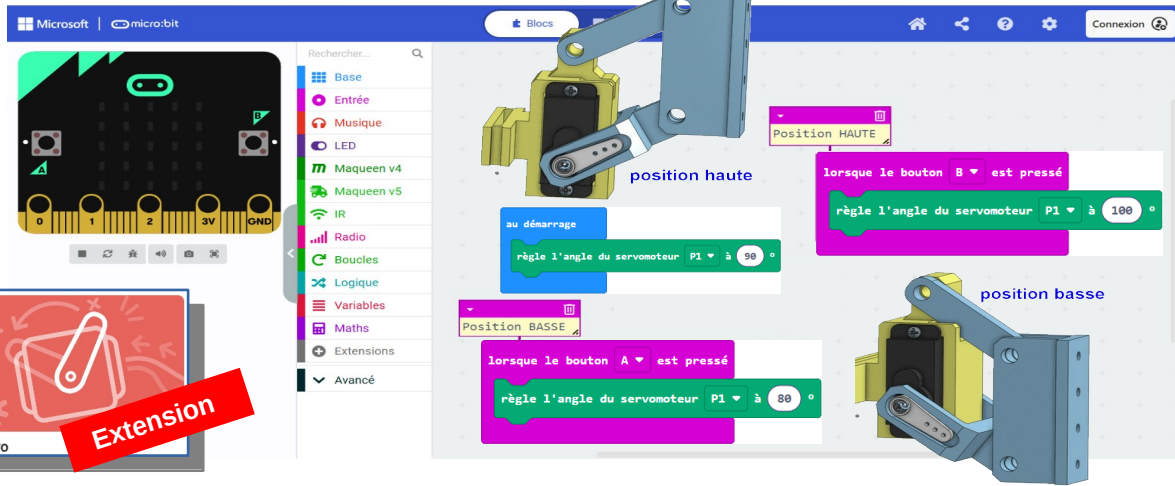 Microsoft
micro:bit
Blocs
Connexion
Rechercher...
Base
Entrée
Musique
LED
Maqueen v4
Maqueen v5
IR
Radio
Boucles
Logique
Variables
Maths
Extensions
Avancé
B
A
0 1 2 3V GND
Extension
position haute
au démarrage
règle l'angle du servomoteur P1 à 90 °
Position HAUTE
lorsque le bouton B est pressé
règle l'angle du servomoteur P1 à 100 °
Position BASSE
lorsque le bouton A est pressé
règle l'angle du servomoteur P1 à 80 °
position basse